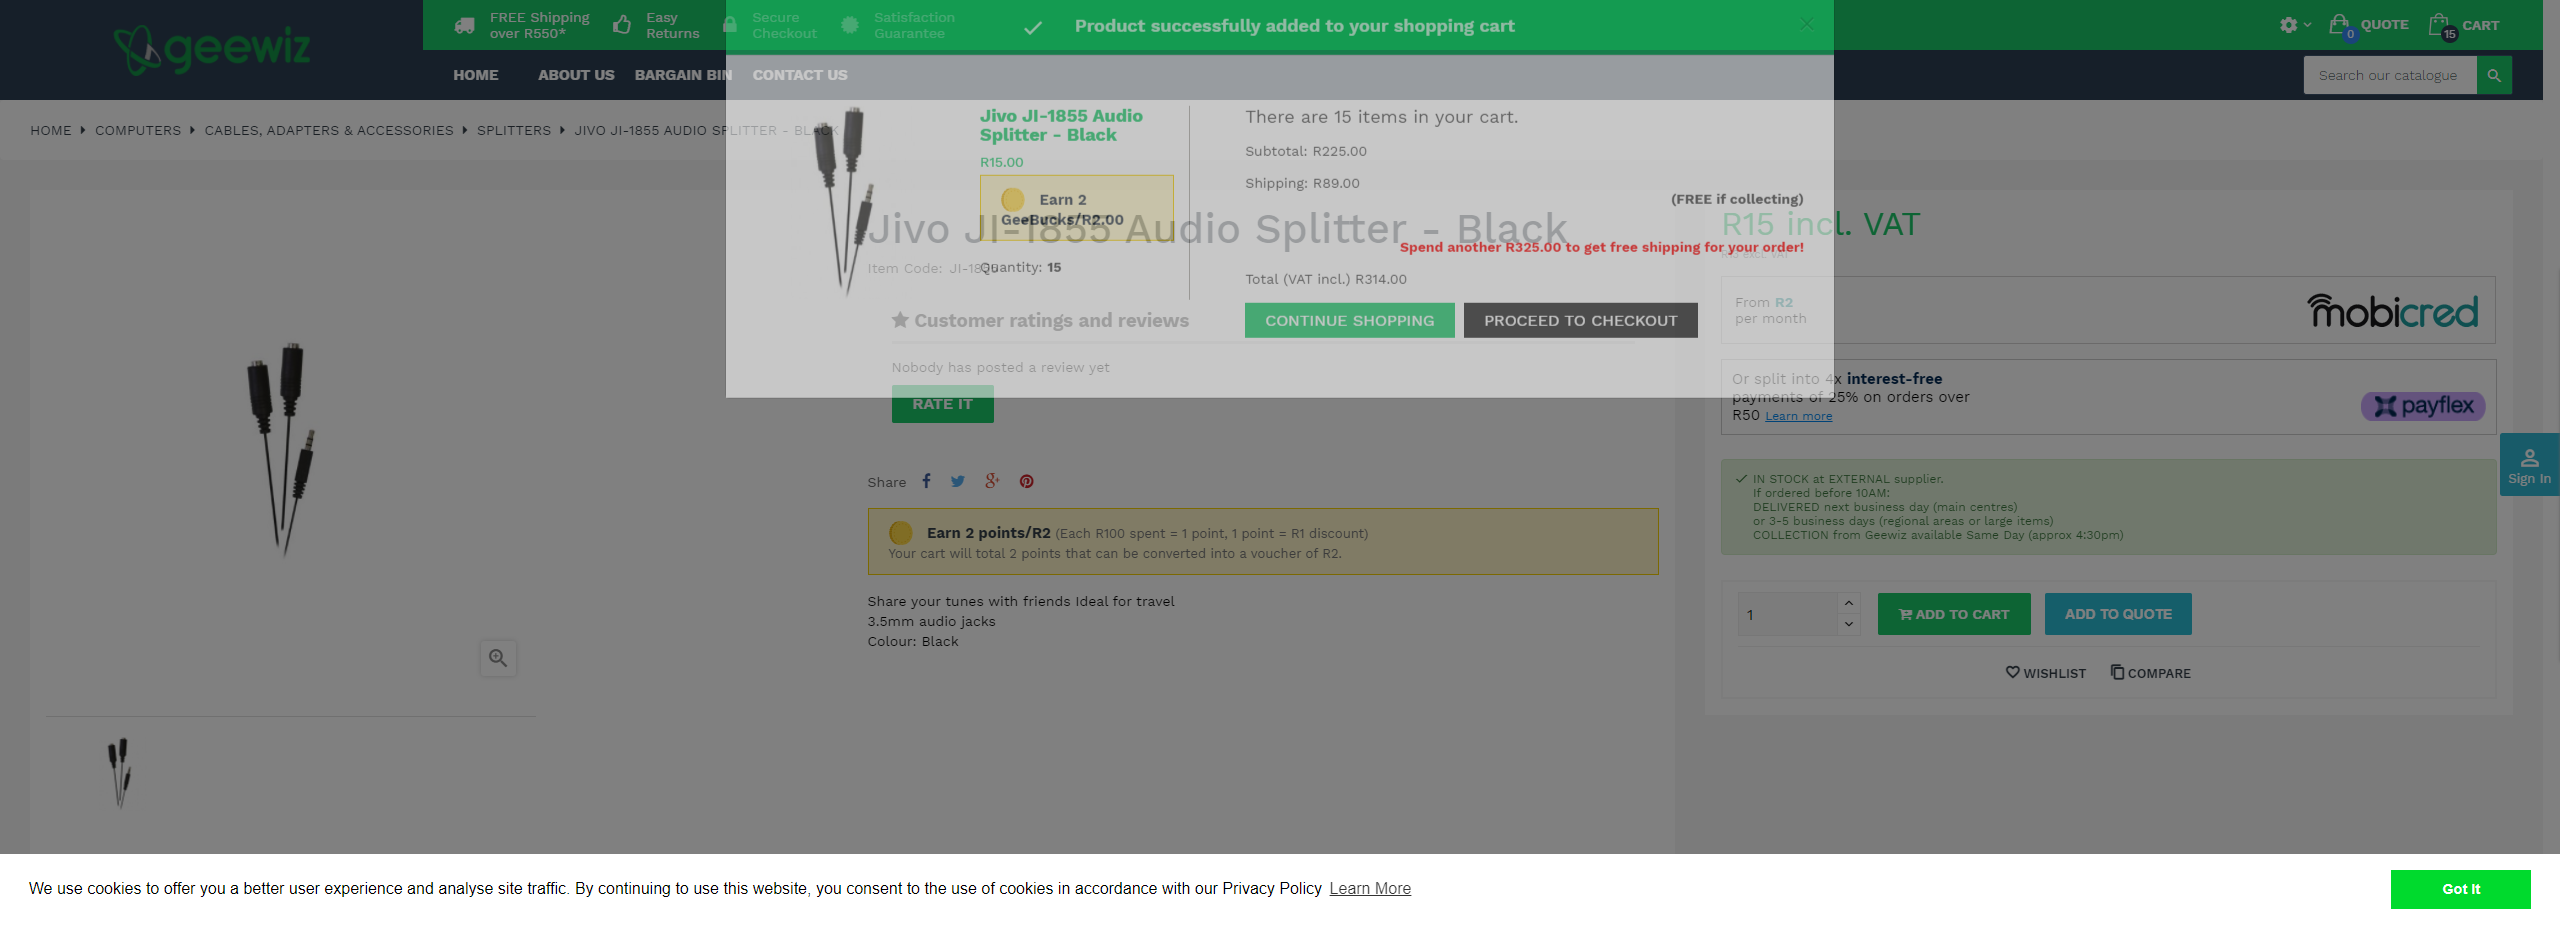 geewiz
FREE Shipping
over R550*
Easy
Returns
Secure
Checkout
Satisfaction
Guarantee
Product successfully added to your shopping cart
0
QUOTE
15
CART
HOME
ABOUT US
BARGAIN BIN
CONTACT US
Search our catalogue
HOME
COMPUTERS
CABLES, ADAPTERS & ACCESSORIES
SPLITTERS
JIVO JI-1855 AUDIO SPLITTER - BLACK
Jivo JI-1855 Audio
Splitter - Black
R15.00
Earn 2
GeeBucks/R2.00
Quantity: 15
There are 15 items in your cart.
Subtotal: R225.00
Shipping: R89.00
(FREE if collecting)
Spend another R325.00 to get free shipping for your order!
Total (VAT incl.) R314.00
CONTINUE SHOPPING
PROCEED TO CHECKOUT
Jivo JI-1855 Audio Splitter - Black
Item Code: JI-1855
Customer ratings and reviews
Nobody has posted a review yet
RATE IT
Share
Earn 2 points/R2 (Each R100 spent = 1 point, 1 point = R1 discount)
Your cart will total 2 points that can be converted into a voucher of R2.
Share your tunes with friends Ideal for travel
3.5mm audio jacks
Colour: Black
R15 incl. VAT
From R2
per month
mobicred
Or split into 4x interest-free
payments of 25% on orders over
R50 Learn more
payflex
Sign In
IN STOCK at EXTERNAL supplier.
If ordered before 10AM:
DELIVERED next business day (main centres)
or 3-5 business days (regional areas or large items)
COLLECTION from Geewiz available Same Day (approx 4:30pm)
1
ADD TO CART
ADD TO QUOTE
WISHLIST
COMPARE
We use cookies to offer you a better user experience and analyse site traffic. By continuing to use this website, you consent to the use of cookies in accordance with our Privacy Policy Learn More
Got It